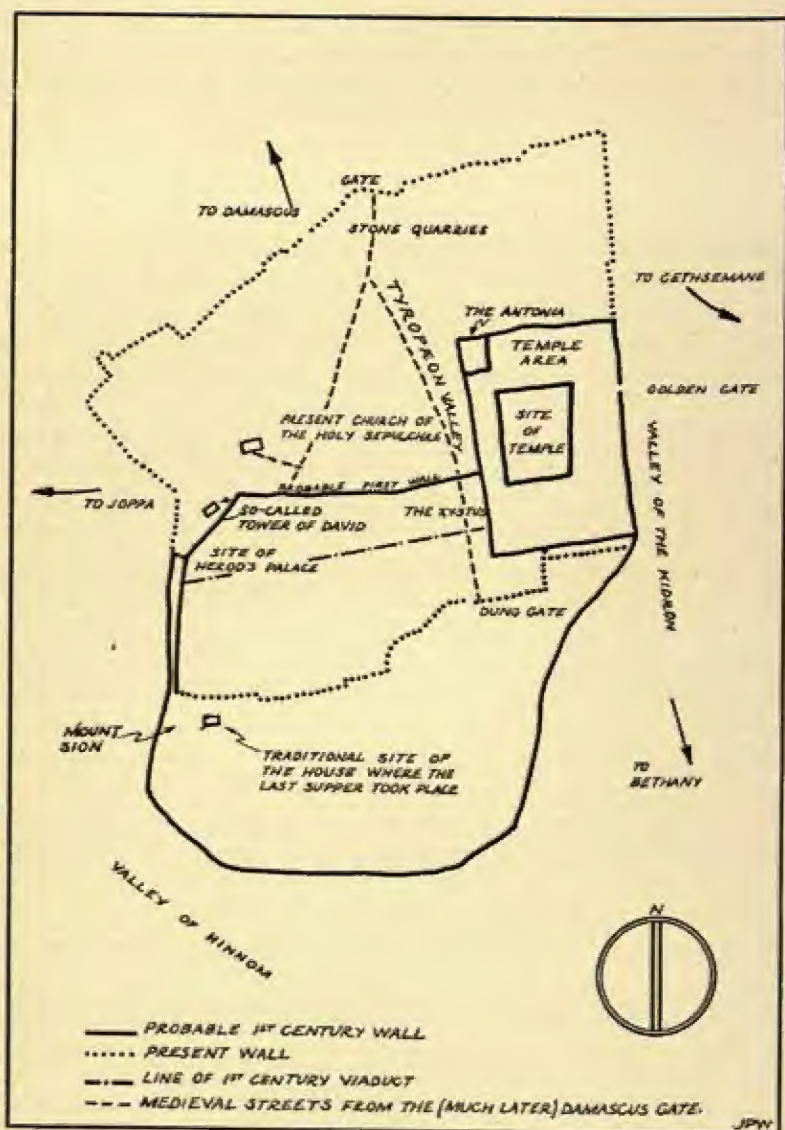 GATE
TO DAMASCUS
STONE QUARRIES
TO GETHSEMANE
TYROPÆON VALLEY
THE ANTONIA
TEMPLE
AREA
GOLDEN GATE
SITE
OF
TEMPLE
PRESENT CHURCH OF
THE HOLY SEPULCHRE
VALLEY OF THE KIDRON
PROBABLE FIRST WALL
TO JOPPA
SO-CALLED
TOWER OF DAVID
THE XYSTUS
SITE OF
HEROD'S PALACE
DUNG GATE
MOUNT
SION
TRADITIONAL SITE OF
THE HOUSE WHERE THE
LAST SUPPER TOOK PLACE
TO
BETHANY
VALLEY OF HINNOM
N
PROBABLE 1ST CENTURY WALL
PRESENT WALL
LINE OF 1ST CENTURY VIADUCT
MEDIEVAL STREETS FROM THE (MUCH LATER) DAMASCUS GATE.
JPW